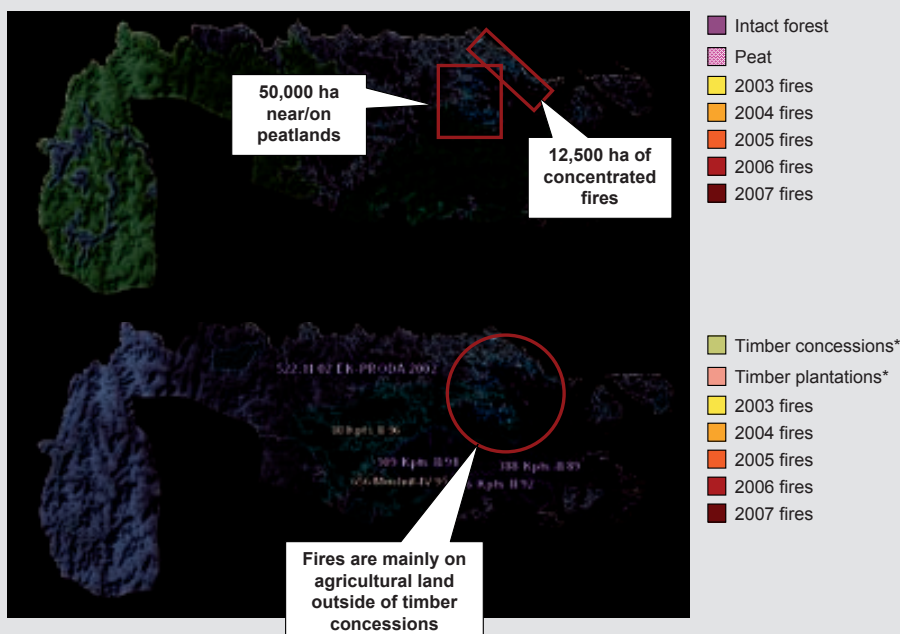 50,000 ha
near/on
peatlands
12,500 ha of
concentrated
fires
Intact forest
Peat
2003 fires
2004 fires
2005 fires
2006 fires
2007 fires
Fires are mainly on
agricultural land
outside of timber
concessions
Timber concessions*
Timber plantations*
2003 fires
2004 fires
2005 fires
2006 fires
2007 fires